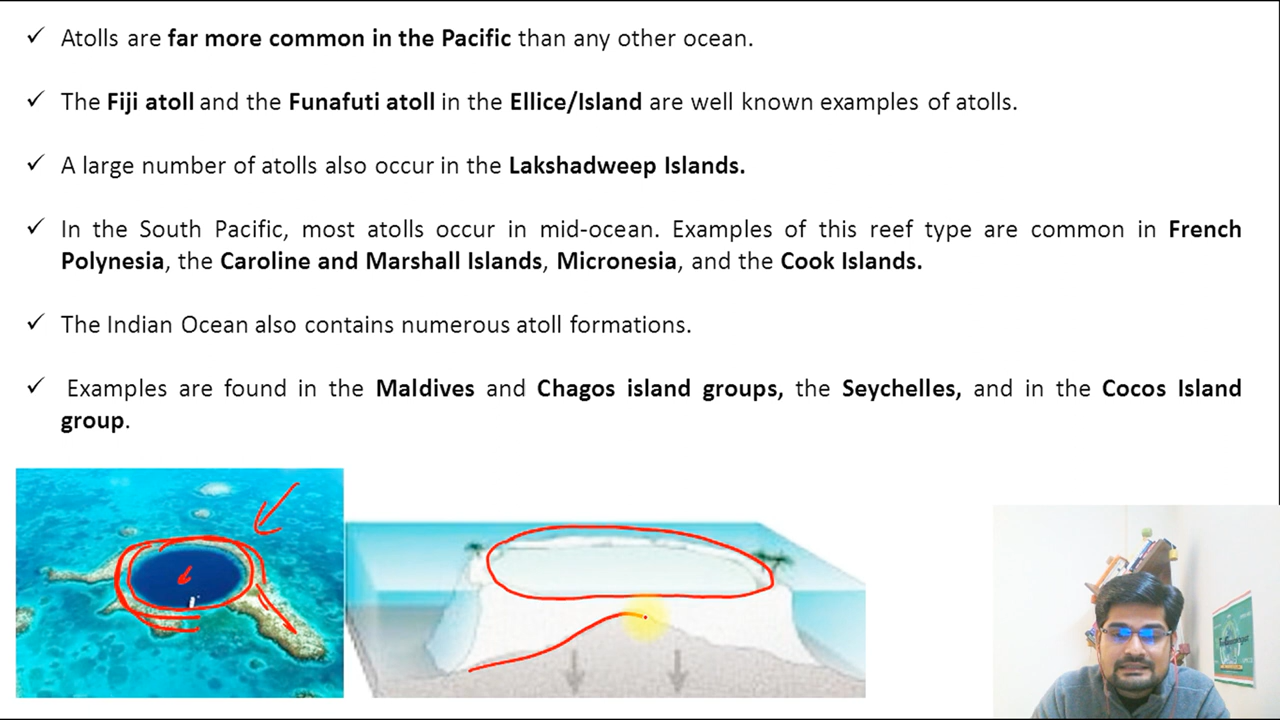 ✓ Atolls are far more common in the Pacific than any other ocean.
✓ The Fiji atoll and the Funafuti atoll in the Ellice/Island are well known examples of atolls.
✓ A large number of atolls also occur in the Lakshadweep Islands.
✓ In the South Pacific, most atolls occur in mid-ocean. Examples of this reef type are common in French
Polynesia, the Caroline and Marshall Islands, Micronesia, and the Cook Islands.
✓ The Indian Ocean also contains numerous atoll formations.
✓ Examples are found in the Maldives and Chagos island groups, the Seychelles, and in the Cocos Island
group.